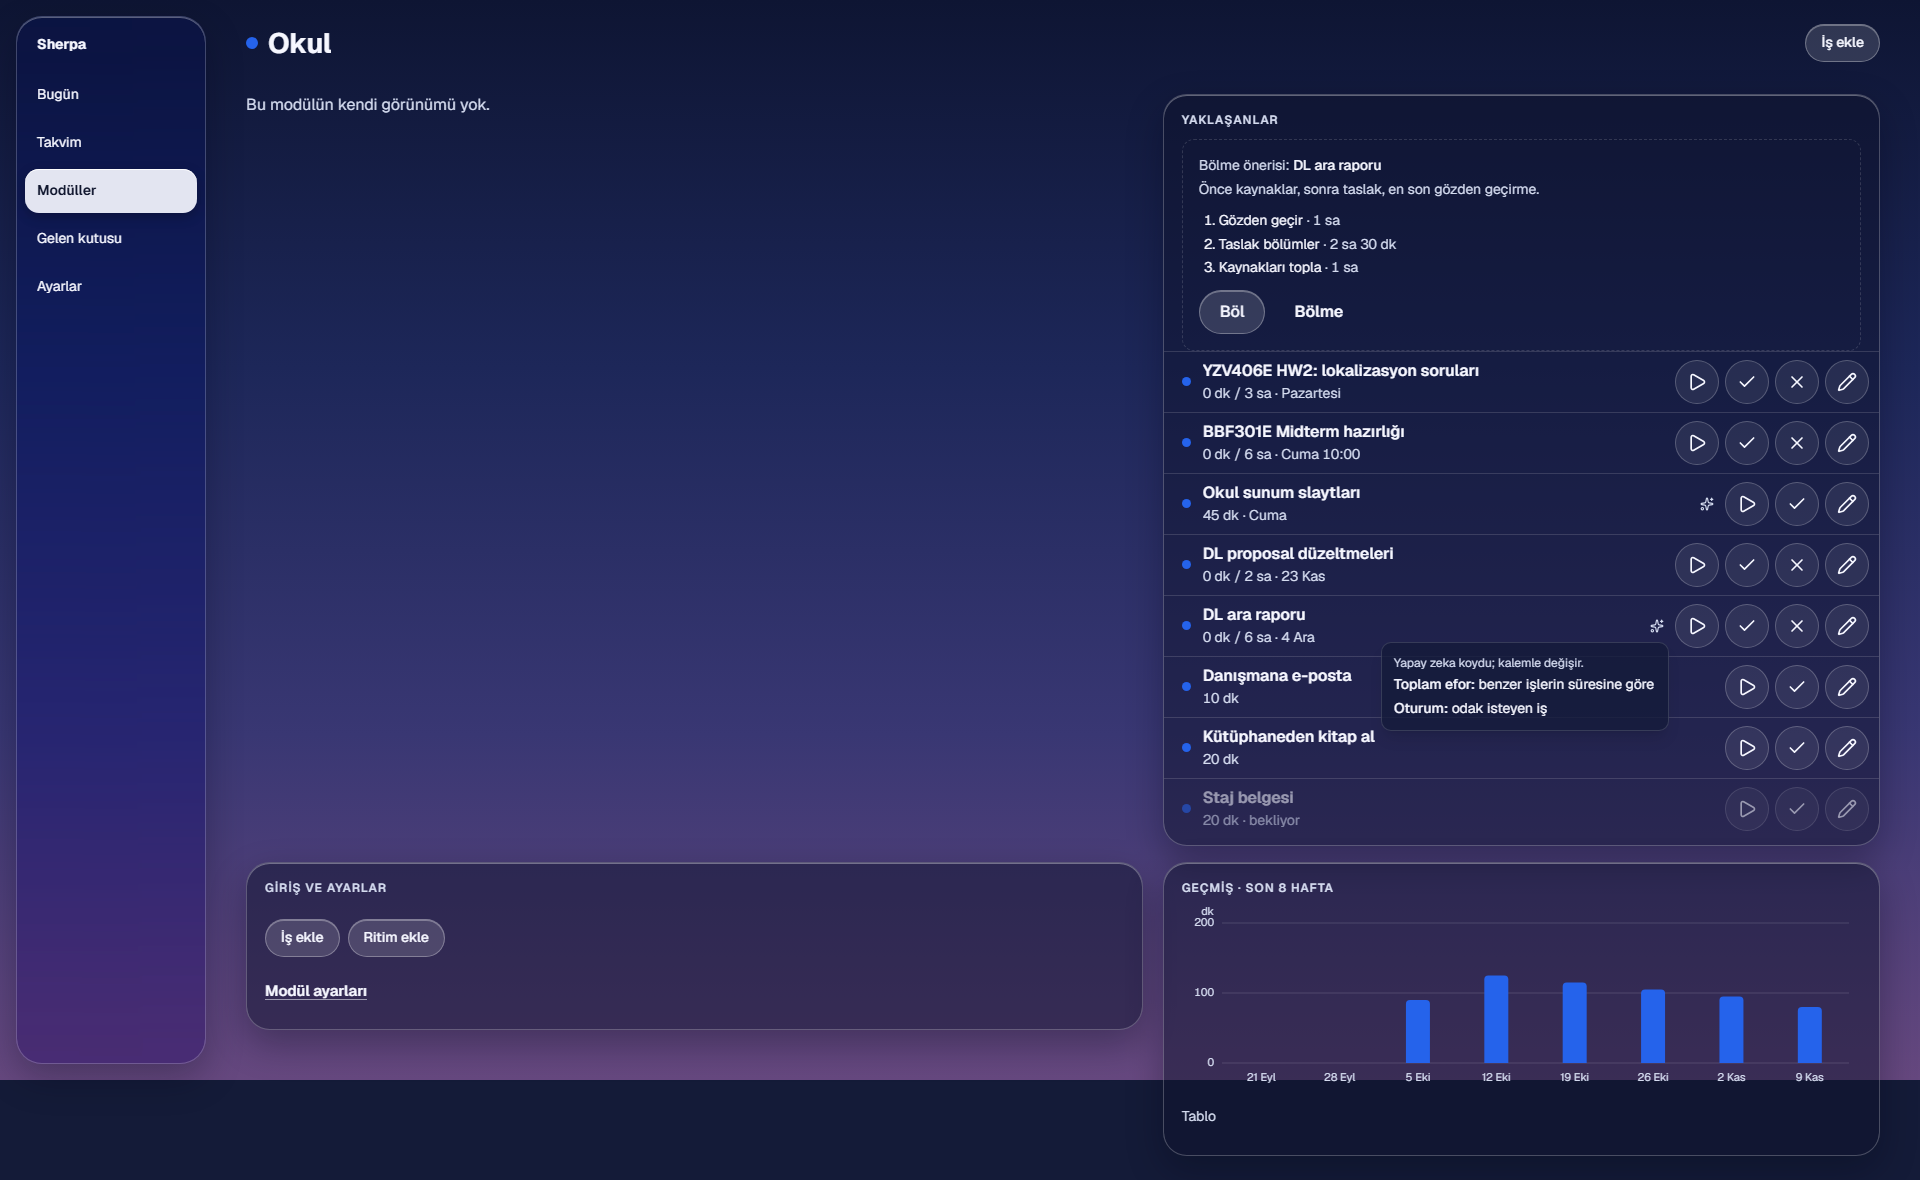 Sherpa
Bugün
Takvim
Modüller
Gelen kutusu
Ayarlar
Okul
İş ekle
Bu modülün kendi görünümü yok.
YAKLAŞANLAR
Bölme önerisi: DL ara raporu
Önce kaynaklar, sonra taslak, en son gözden geçirme.
1. Gözden geçir · 1 sa
2. Taslak bölümler · 2 sa 30 dk
3. Kaynakları topla · 1 sa
Böl
Bölme
YZV406E HW2: lokalizasyon soruları
0 dk / 3 sa · Pazartesi
BBF301E Midterm hazırlığı
0 dk / 6 sa · Cuma 10:00
Okul sunum slaytları
45 dk · Cuma
DL proposal düzeltmeleri
0 dk / 2 sa · 23 Kas
DL ara raporu
0 dk / 6 sa · 4 Ara
Yapay zeka koydu; kalemle değişir.
Toplam efor: benzer işlerin süresine göre
Oturum: odak isteyen iş
Danışmana e-posta
10 dk
Kütüphaneden kitap al
20 dk
Staj belgesi
20 dk · bekliyor
GİRİŞ VE AYARLAR
İş ekle
Ritim ekle
Modül ayarları
GEÇMİŞ · SON 8 HAFTA
dk
200
100
0
21 Eyl
28 Eyl
5 Eki
12 Eki
19 Eki
26 Eki
2 Kas
9 Kas
Tablo